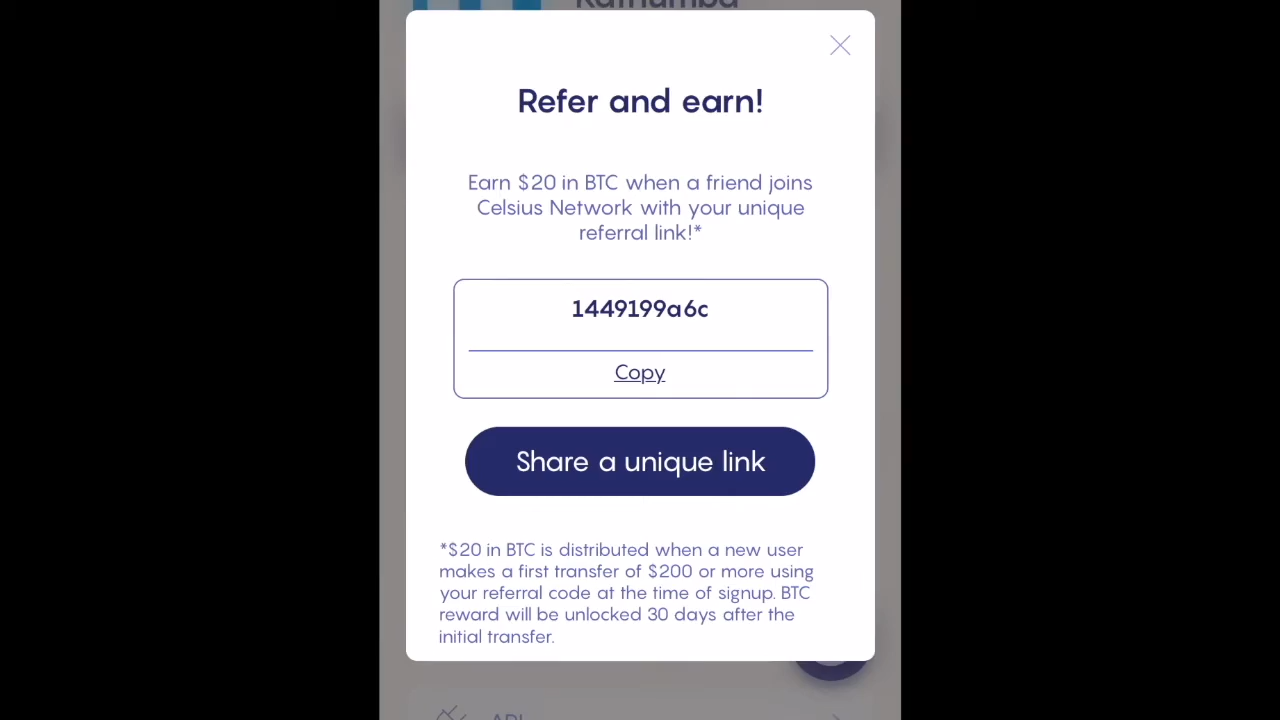 Refer and earn!
Earn $20 in BTC when a friend joins
Celsius Network with your unique
referral link!*
1449199a6c
Copy
Share a unique link
*$20 in BTC is distributed when a new user
makes a first transfer of $200 or more using
your referral code at the time of signup. BTC
reward will be unlocked 30 days after the
initial transfer.
API